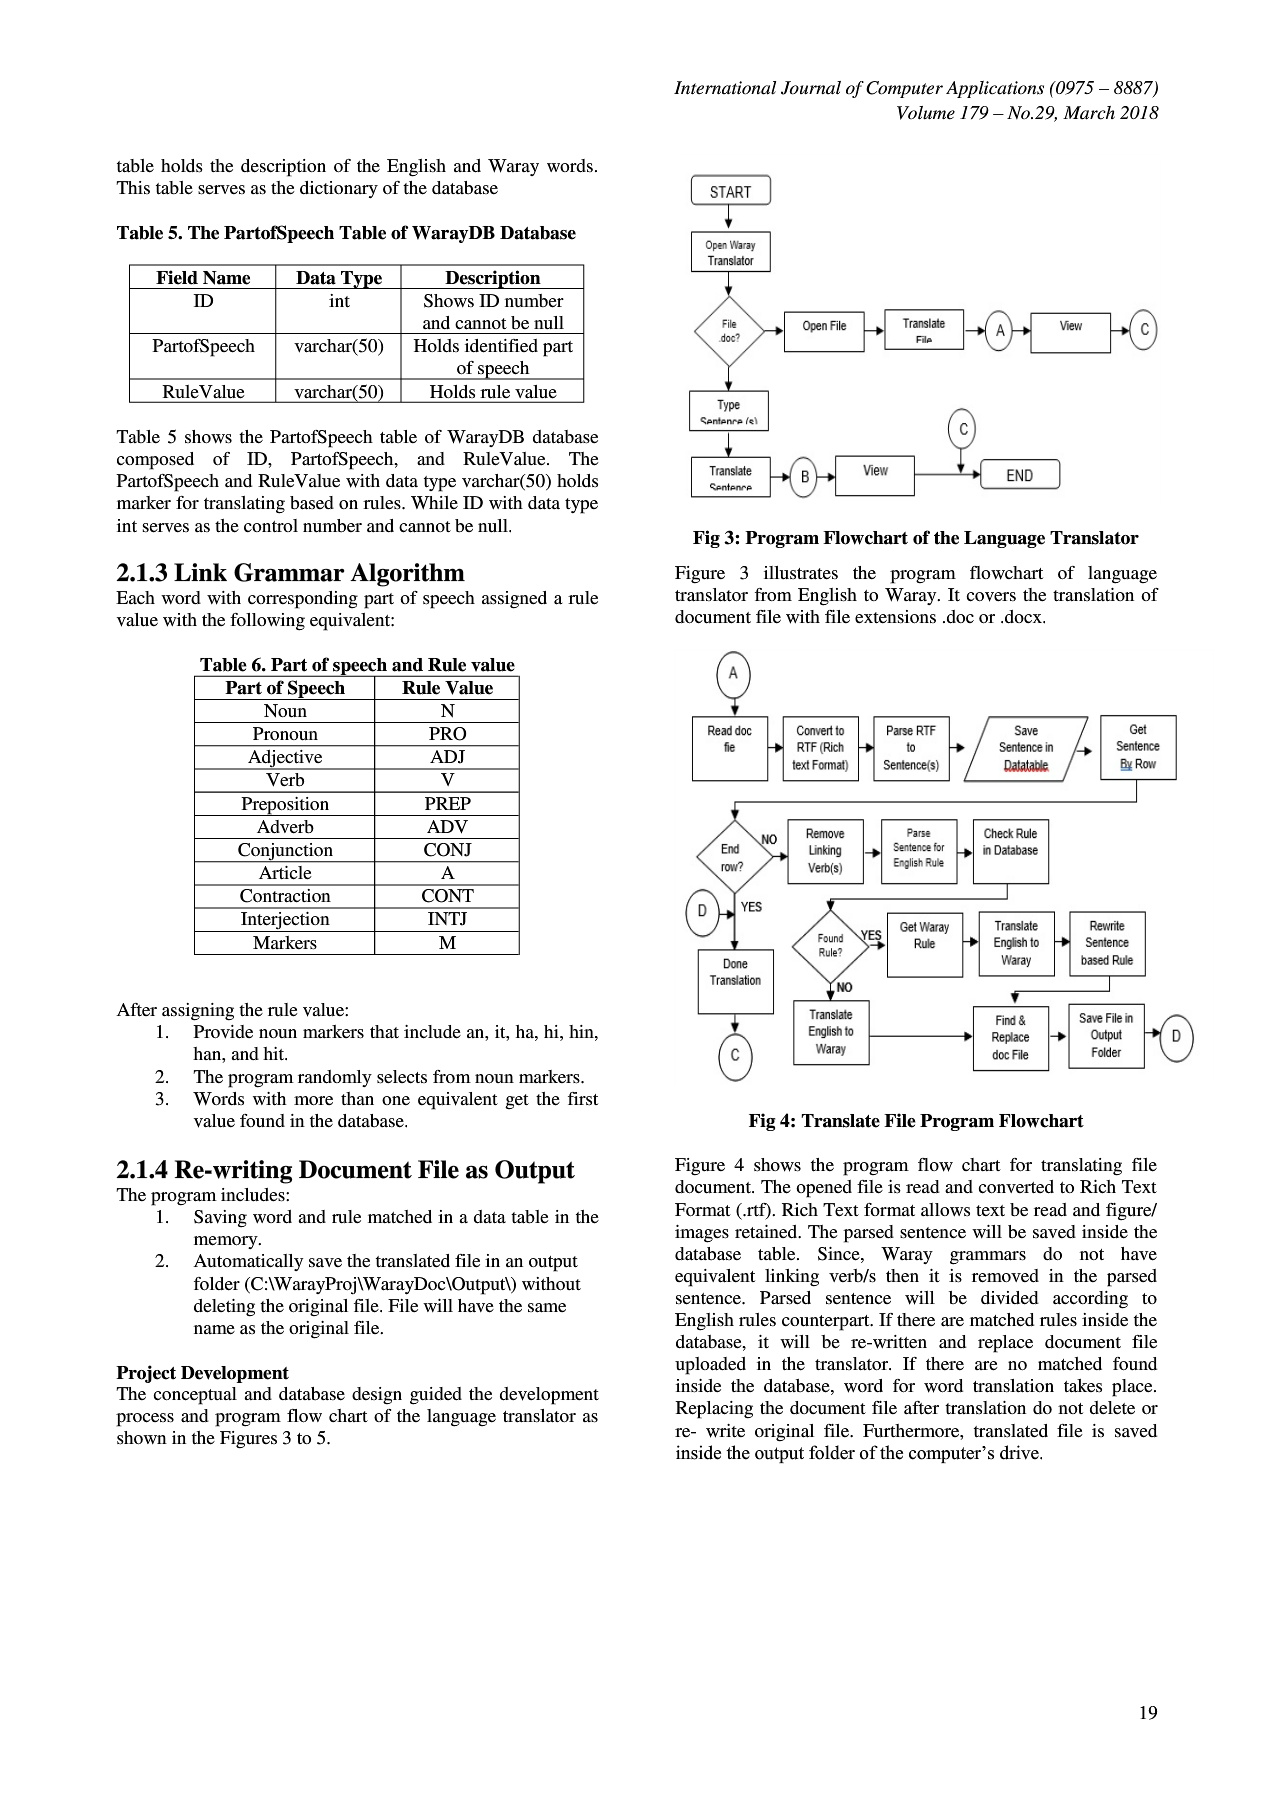 International Journal of Computer Applications (0975 – 8887)
Volume 179 – No.29, March 2018
table holds the description of the English and Waray words.
This table serves as the dictionary of the database
Table 5. The PartofSpeech Table of WarayDB Database
Field Name Data Type Description
ID int Shows ID number
and cannot be null
PartofSpeech varchar(50) Holds identified part
of speech
RuleValue varchar(50) Holds rule value
Table 5 shows the PartofSpeech table of WarayDB database
composed of ID, PartofSpeech, and RuleValue. The
PartofSpeech and RuleValue with data type varchar(50) holds
marker for translating based on rules. While ID with data type
int serves as the control number and cannot be null.
2.1.3 Link Grammar Algorithm
Each word with corresponding part of speech assigned a rule
value with the following equivalent:
Table 6. Part of speech and Rule value
Part of Speech Rule Value
Noun N
Pronoun PRO
Adjective ADJ
Verb V
Preposition PREP
Adverb ADV
Conjunction CONJ
Article A
Contraction CONT
Interjection INTJ
Markers M
After assigning the rule value:
1. Provide noun markers that include an, it, ha, hi, hin,
han, and hit.
2. The program randomly selects from noun markers.
3. Words with more than one equivalent get the first
value found in the database.
2.1.4 Re-writing Document File as Output
The program includes:
1. Saving word and rule matched in a data table in the
memory.
2. Automatically save the translated file in an output
folder (C:\WarayProj\WarayDoc\Output\) without
deleting the original file. File will have the same
name as the original file.
Project Development
The conceptual and database design guided the development
process and program flow chart of the language translator as
shown in the Figures 3 to 5.
START
Open Waray
Translator
File
.doc?
Open File
Translate
File
A
View
C
Type
Sentence (s)
C
Translate
Sentence
B
View
END
Fig 3: Program Flowchart of the Language Translator
Figure 3 illustrates the program flowchart of language
translator from English to Waray. It covers the translation of
document file with file extensions .doc or .docx.
A
Read doc
fie
Convert to
RTF (Rich
text Format)
Parse RTF
to
Sentence(s)
Save
Sentence in
Datatable
Get
Sentence
By Row
End
row?
NO
Remove
Linking
Verb(s)
Parse
Sentence for
English Rule
Check Rule
in Database
D
YES
Found
Rule?
YES
Get Waray
Rule
Translate
English to
Waray
Rewrite
Sentence
based Rule
Done
Translation
NO
Translate
English to
Waray
Find &
Replace
doc File
Save File in
Output
Folder
D
C
Fig 4: Translate File Program Flowchart
Figure 4 shows the program flow chart for translating file
document. The opened file is read and converted to Rich Text
Format (.rtf). Rich Text format allows text be read and figure/
images retained. The parsed sentence will be saved inside the
database table. Since, Waray grammars do not have
equivalent linking verb/s then it is removed in the parsed
sentence. Parsed sentence will be divided according to
English rules counterpart. If there are matched rules inside the
database, it will be re-written and replace document file
uploaded in the translator. If there are no matched found
inside the database, word for word translation takes place.
Replacing the document file after translation do not delete or
re- write original file. Furthermore, translated file is saved
inside the output folder of the computer’s drive.
19